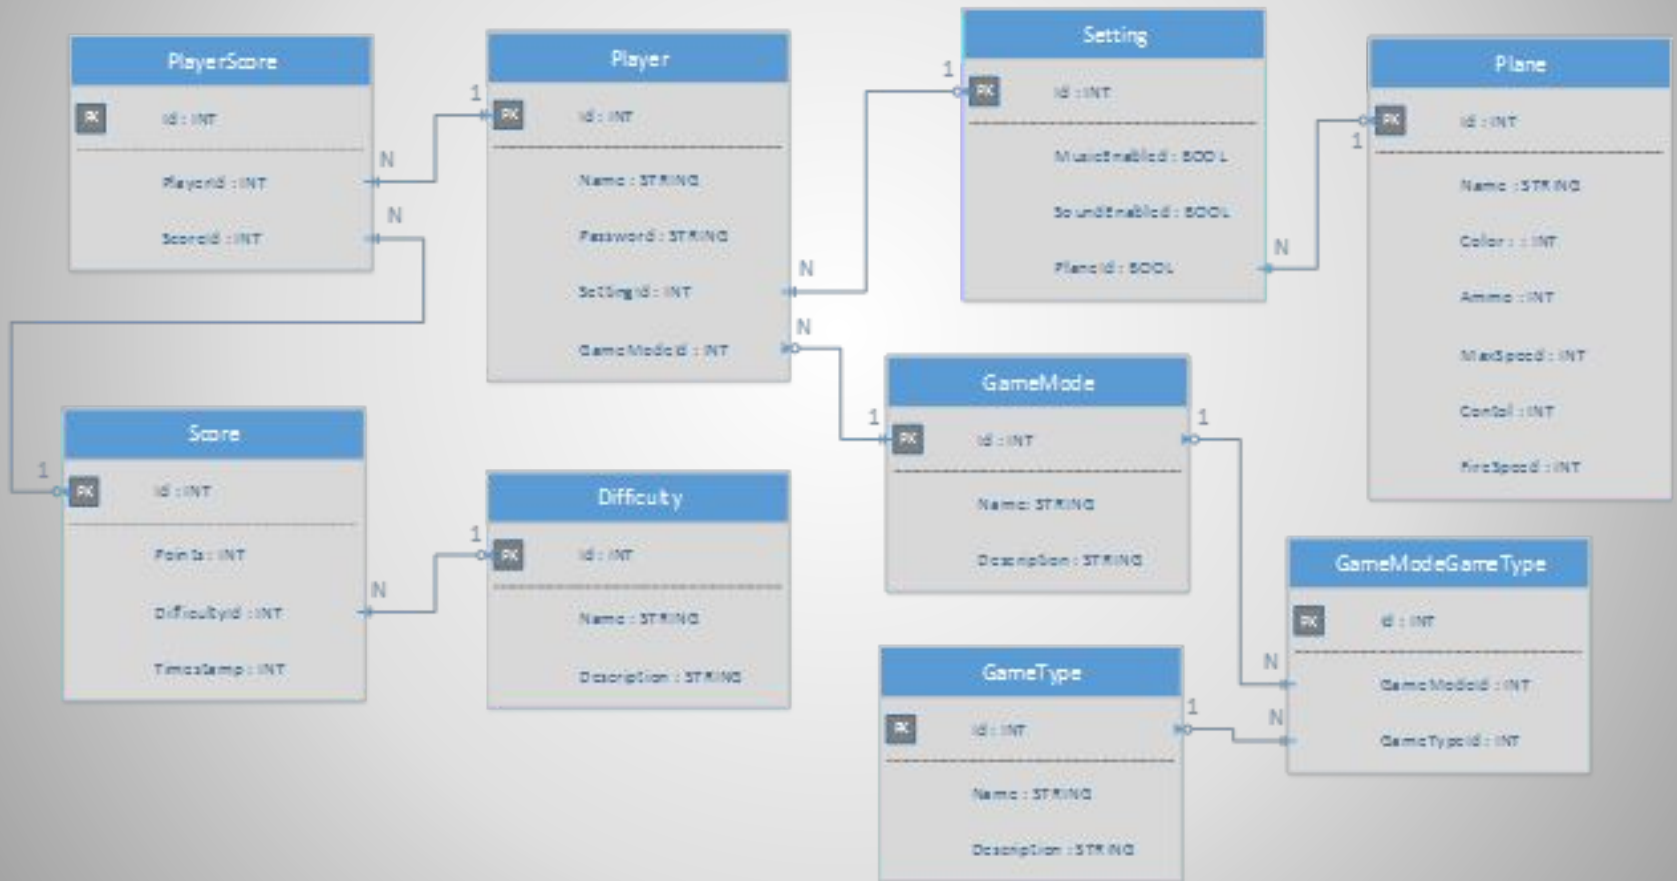 PlayerScore
PK Id : INT
PlayerId : INT
ScoreId : INT
N
N
1
Player
PK Id : INT
Name : STRING
Password : STRING
SettingId : INT
GameModeId : INT
N
N
1
Setting
PK Id : INT
MusicEnabled : BOOL
SoundEnabled : BOOL
PlaneId : BOOL
N
1
Plane
PK Id : INT
Name : STRING
Color : : INT
Ammo : INT
MaxSpeed : INT
Contol : INT
FireSpeed : INT
1
Score
PK Id : INT
Points : INT
DifficultyId : INT
TimeStamp : INT
N
1
Difficulty
PK Id : INT
Name : STRING
Description : STRING
1
GameMode
1
PK Id : INT
Name: STRING
Description : STRING
GameType
PK Id : INT
1
Name : STRING
Description : STRING
GameModeGameType
PK Id : INT
N
GameModeId : INT
N
GameTypeId : INT